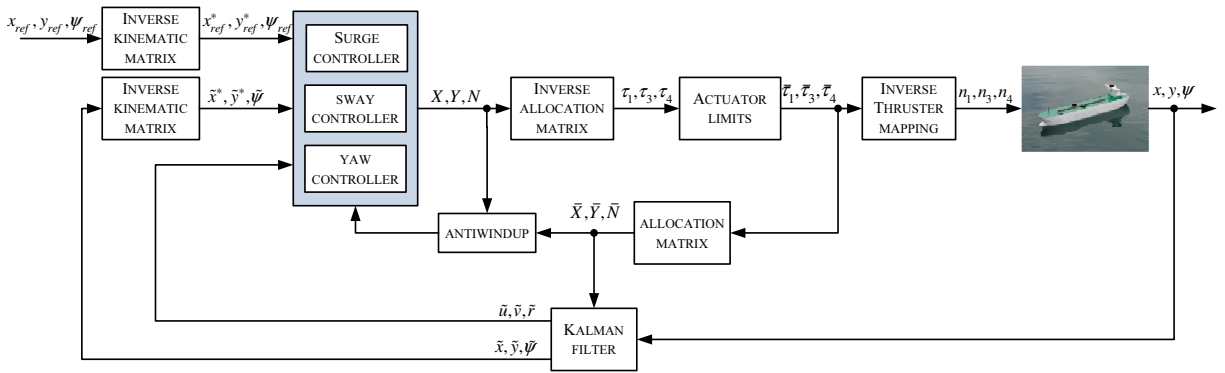 x_ref, y_ref, ψ_ref
INVERSE
KINEMATIC
MATRIX
x*_ref, y*_ref, ψ_ref
INVERSE
KINEMATIC
MATRIX
x̃*, ỹ*, ψ̃
SURGE
CONTROLLER
SWAY
CONTROLLER
YAW
CONTROLLER
X, Y, N
INVERSE
ALLOCATION
MATRIX
τ₁, τ₃, τ₄
ACTUATOR
LIMITS
τ̄₁, τ̄₃, τ̄₄
INVERSE
THRUSTER
MAPPING
n₁, n₃, n₄
x, y, ψ
ANTIWINDUP
X̄, Ȳ, N̄
ALLOCATION
MATRIX
ũ, ṽ, r̃
x̃, ỹ, ψ̃
KALMAN
FILTER